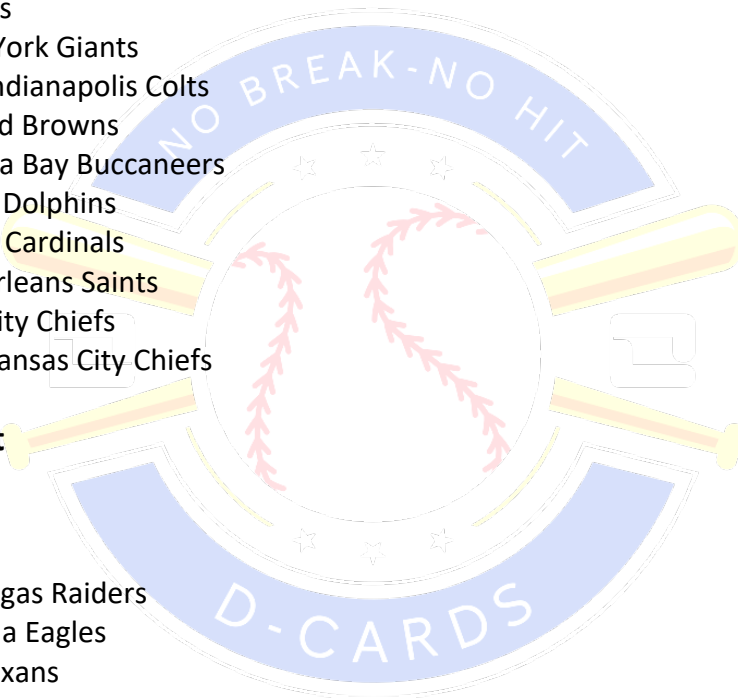 s
York Giants
ndianapolis Colts
d Browns
a Bay Buccaneers
Dolphins
Cardinals
rleans Saints
ity Chiefs
ansas City Chiefs
t
gas Raiders
a Eagles
xans
NO BREAK-NO HIT
D-CARDS